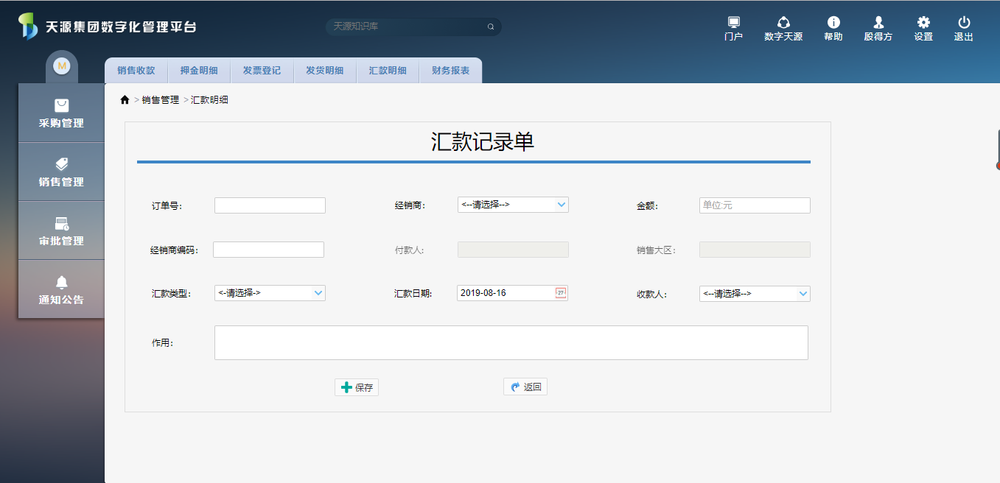 天源集团数字化管理平台
天源知识库
门户 数字天源 帮助 殷得方 设置 退出
M
销售收款 押金明细 发票登记 发货明细 汇款明细 财务报表
> 销售管理 > 汇款明细
采购管理
销售管理
审批管理
通知公告
汇款记录单
订单号: 经销商: <--请选择--> 金额: 单位:元
经销商编码: 付款人: 销售大区:
汇款类型: <-请选择-> 汇款日期: 2019-08-16 27 收款人: <--请选择-->
作用:
保存 返回